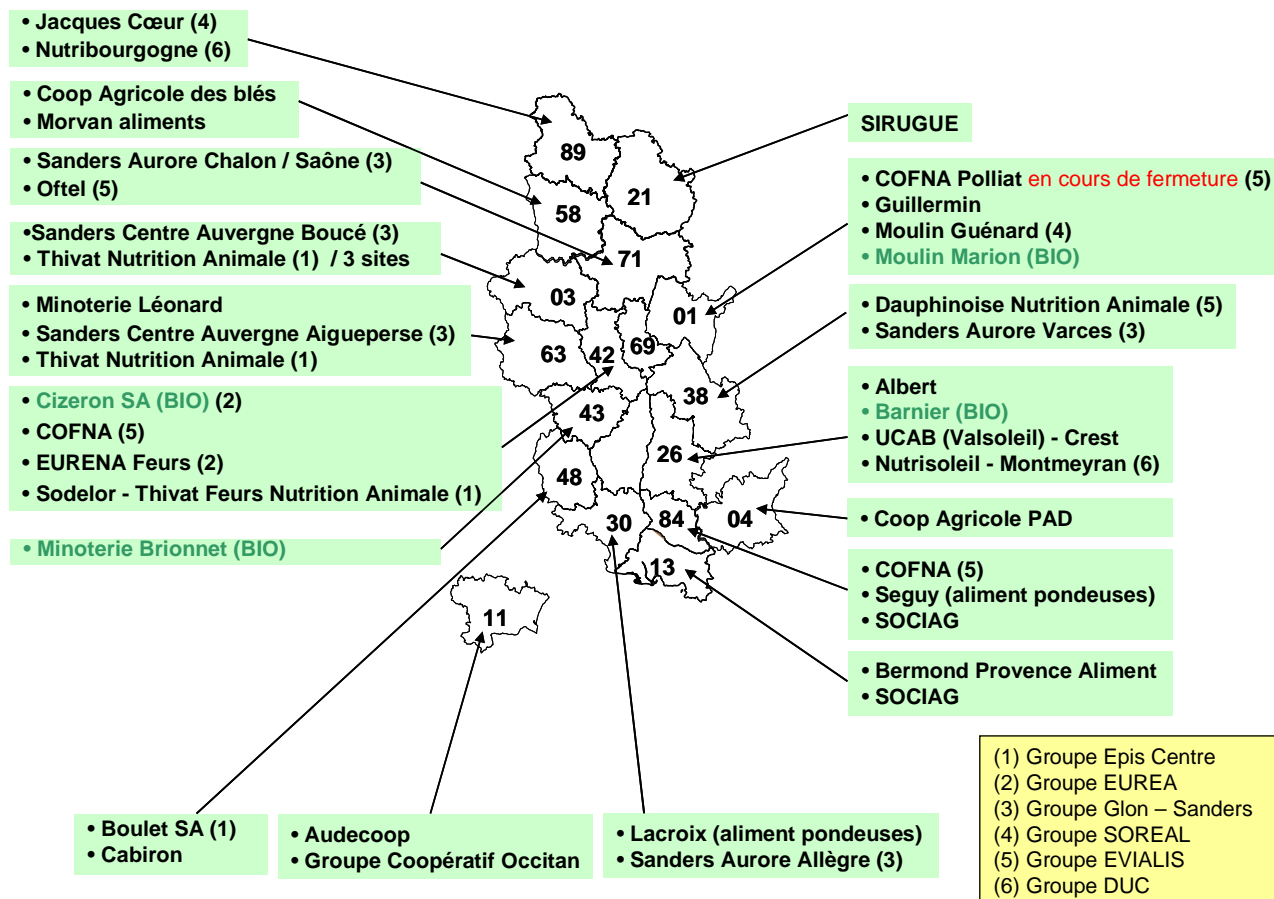 • Jacques Cœur (4)
• Nutribourgogne (6)
• Coop Agricole des blés
• Morvan aliments
• Sanders Aurore Chalon / Saône (3)
• Oftel (5)
•Sanders Centre Auvergne Boucé (3)
• Thivat Nutrition Animale (1) / 3 sites
• Minoterie Léonard
• Sanders Centre Auvergne Aigueperse (3)
• Thivat Nutrition Animale (1)
• Cizeron SA (BIO) (2)
• COFNA (5)
• EURENA Feurs (2)
• Sodelor - Thivat Feurs Nutrition Animale (1)
• Minoterie Brionnet (BIO)
89
21
58
71
03
01
63
42
69
38
43
26
48
30
84
04
13
11
SIRUGUE
• COFNA Polliat en cours de fermeture (5)
• Guillermin
• Moulin Guénard (4)
• Moulin Marion (BIO)
• Dauphinoise Nutrition Animale (5)
• Sanders Aurore Varces (3)
• Albert
• Barnier (BIO)
• UCAB (Valsoleil) - Crest
• Nutrisoleil - Montmeyran (6)
• Coop Agricole PAD
• COFNA (5)
• Seguy (aliment pondeuses)
• SOCIAG
• Bermond Provence Aliment
• SOCIAG
• Boulet SA (1)
• Cabiron
• Audecoop
• Groupe Coopératif Occitan
• Lacroix (aliment pondeuses)
• Sanders Aurore Allègre (3)
(1) Groupe Epis Centre
(2) Groupe EUREA
(3) Groupe Glon – Sanders
(4) Groupe SOREAL
(5) Groupe EVIALIS
(6) Groupe DUC